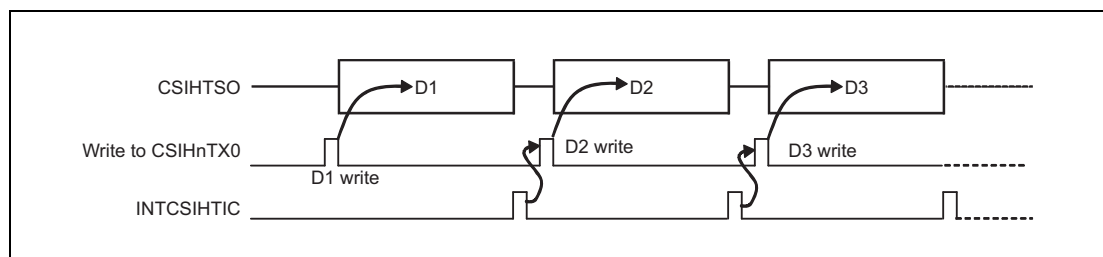 CSIHTSO
D1
D2
D3
Write to CSIHnTX0
D1 write
D2 write
D3 write
INTCSIHTIC